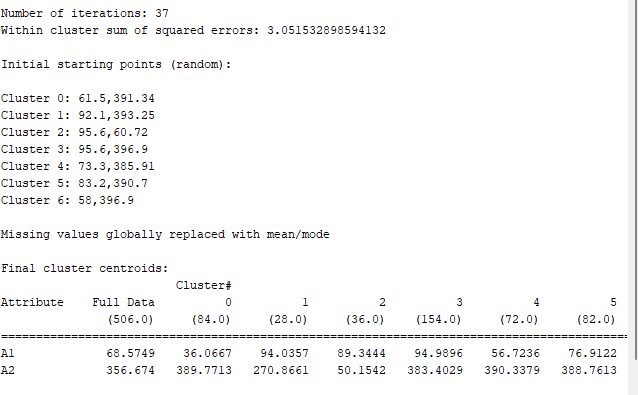 Number of iterations: 37
Within cluster sum of squared errors: 3.051532898594132
Initial starting points (random):
Cluster 0: 61.5,391.34
Cluster 1: 92.1,393.25
Cluster 2: 95.6,60.72
Cluster 3: 95.6,396.9
Cluster 4: 73.3,385.91
Cluster 5: 83.2,390.7
Cluster 6: 58,396.9
Missing values globally replaced with mean/mode
Final cluster centroids:
Cluster#
Attribute Full Data 0 1 2 3 4 5
(506.0) (84.0) (28.0) (36.0) (154.0) (72.0) (82.0)
================================================================================
A1 68.5749 36.0667 94.0357 89.3444 94.9896 56.7236 76.9122
A2 356.674 389.7713 270.8661 50.1542 383.4029 390.3379 388.7613